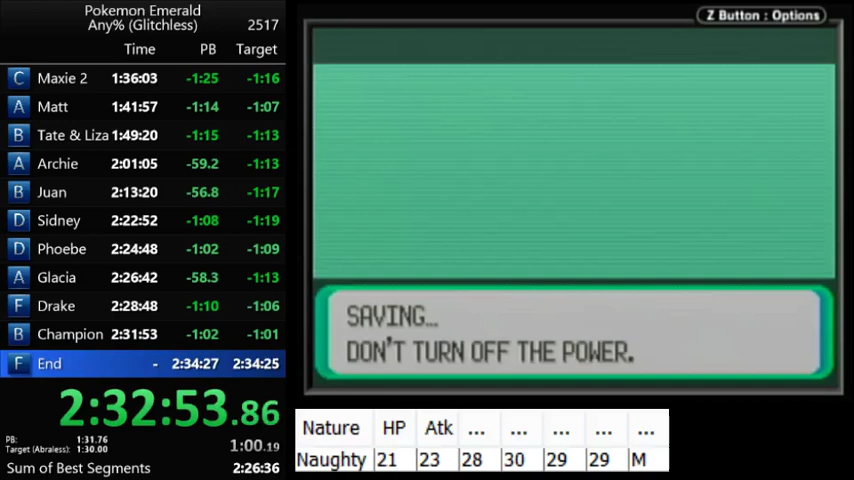 Pokemon Emerald
Any% (Glitchless) 2517
Time PB Target
C Maxie 2 1:36:03 -1:25 -1:16
A Matt 1:41:57 -1:14 -1:07
B Tate & Liza 1:49:20 -1:15 -1:13
A Archie 2:01:05 -59.2 -1:13
B Juan 2:13:20 -56.8 -1:17
D Sidney 2:22:52 -1:08 -1:19
D Phoebe 2:24:48 -1:02 -1:09
A Glacia 2:26:42 -58.3 -1:13
F Drake 2:28:48 -1:10 -1:06
B Champion 2:31:53 -1:02 -1:01
F End - 2:34:27 2:34:25
2:32:53.86
PB: 1:31.76
Target (Abraless): 1:30.00
1:00.19
Sum of Best Segments 2:26:36
Z Button : Options
SAVING…
DON'T TURN OFF THE POWER.
Nature HP Atk ... ... ... ... ...
Naughty 21 23 28 30 29 29 M